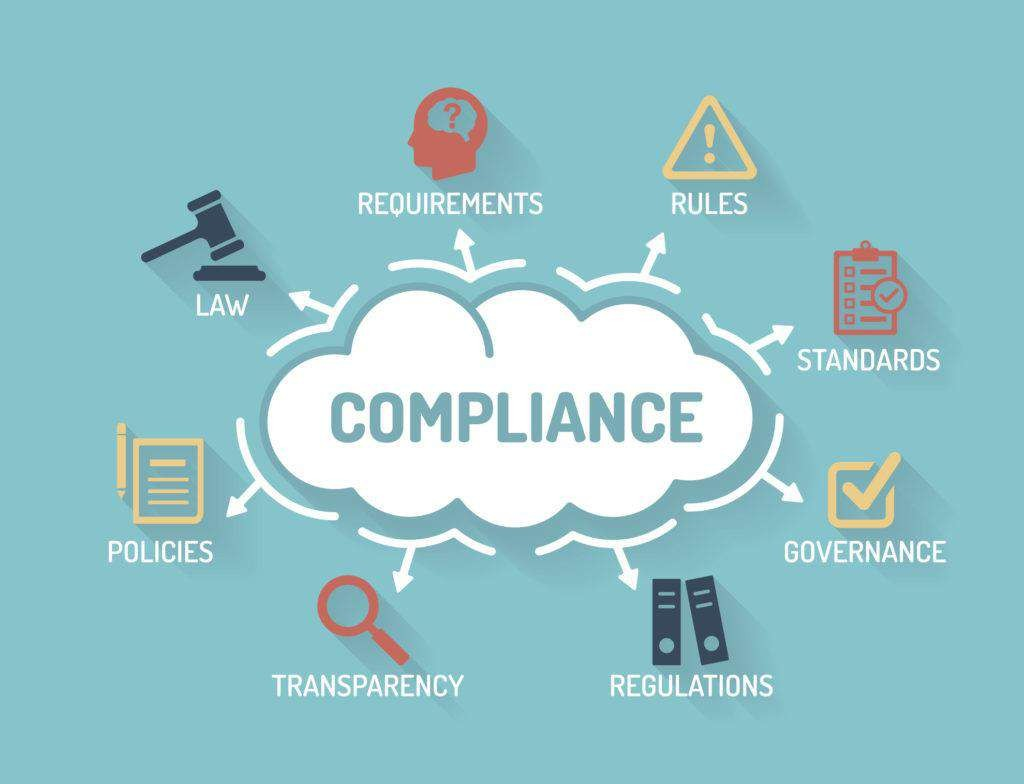 REQUIREMENTS
RULES
LAW
STANDARDS
COMPLIANCE
POLICIES
GOVERNANCE
TRANSPARENCY
REGULATIONS